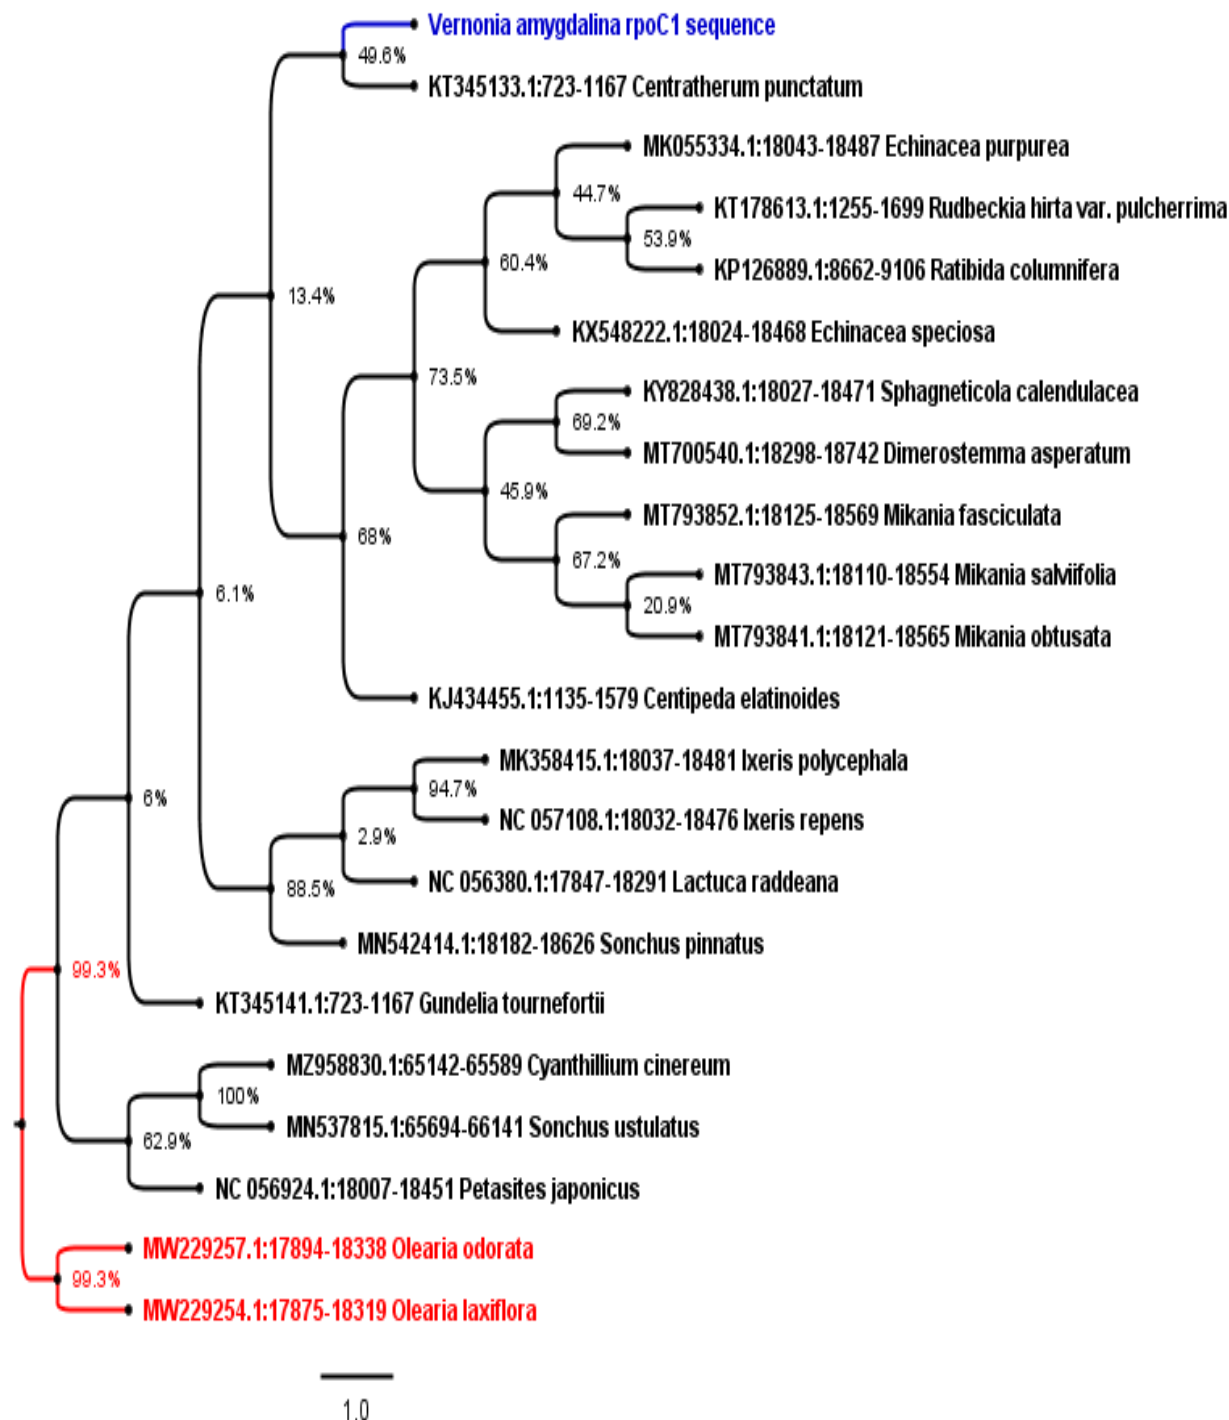 Vernonia amygdalina rpoC1 sequence
49.6%
KT345133.1:723-1167 Centratherum punctatum
MK055334.1:18043-18487 Echinacea purpurea
44.7%
KT178613.1:1255-1699 Rudbeckia hirta var. pulcherrima
53.9%
KP126889.1:8662-9106 Ratibida columnifera
60.4%
13.4%
KX548222.1:18024-18468 Echinacea speciosa
73.5%
KY828438.1:18027-18471 Sphagneticola calendulacea
69.2%
MT700540.1:18298-18742 Dimerostemma asperatum
45.9%
MT793852.1:18125-18569 Mikania fasciculata
68%
67.2%
MT793843.1:18110-18554 Mikania salviifolia
6.1%
20.9%
MT793841.1:18121-18565 Mikania obtusata
KJ434455.1:1135-1579 Centipeda elatinoides
MK358415.1:18037-18481 Ixeris polycephala
94.7%
6%
NC 057108.1:18032-18476 Ixeris repens
2.9%
NC 056380.1:17847-18291 Lactuca raddeana
88.5%
MN542414.1:18182-18626 Sonchus pinnatus
99.3%
KT345141.1:723-1167 Gundelia tournefortii
MZ958830.1:65142-65589 Cyanthillium cinereum
100%
MN537815.1:65694-66141 Sonchus ustulatus
62.9%
NC 056924.1:18007-18451 Petasites japonicus
MW229257.1:17894-18338 Olearia odorata
99.3%
MW229254.1:17875-18319 Olearia laxiflora
1.0